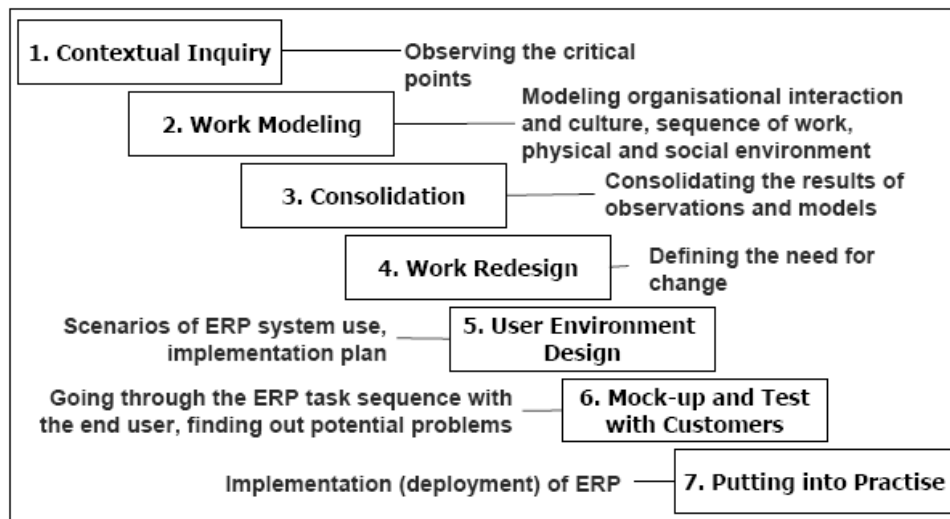 1. Contextual Inquiry
Observing the critical
points
2. Work Modeling
Modeling organisational interaction
and culture, sequence of work,
physical and social environment
3. Consolidation
Consolidating the results of
observations and models
4. Work Redesign
Defining the need for
change
Scenarios of ERP system use,
implementation plan
5. User Environment
Design
Going through the ERP task sequence with
the end user, finding out potential problems
6. Mock-up and Test
with Customers
Implementation (deployment) of ERP
7. Putting into Practise